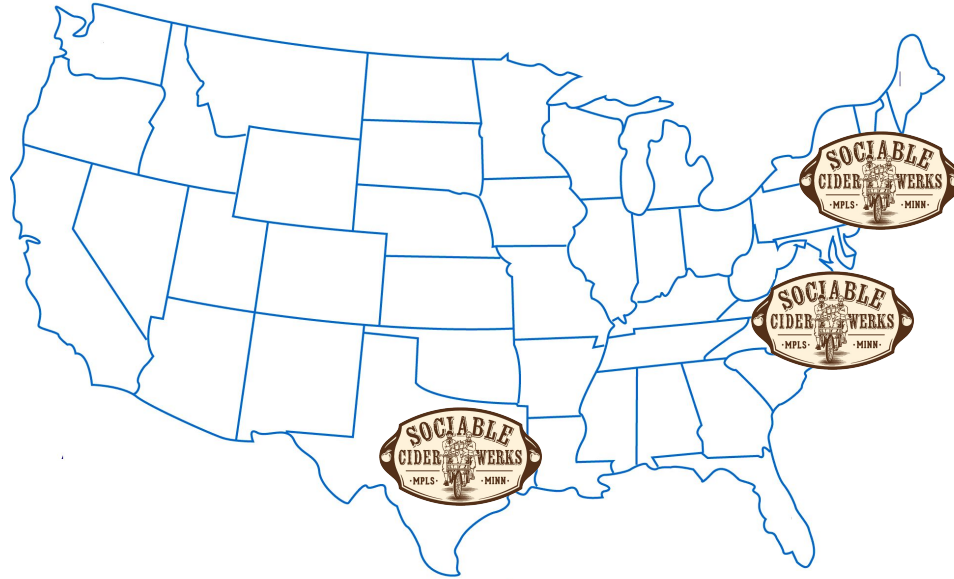 SOCIABLE
CIDER WERKS
·MPLS· ·MINN·
SOCIABLE
CIDER WERKS
·MPLS· ·MINN·
SOCIABLE
CIDER WERKS
·MPLS· ·MINN·